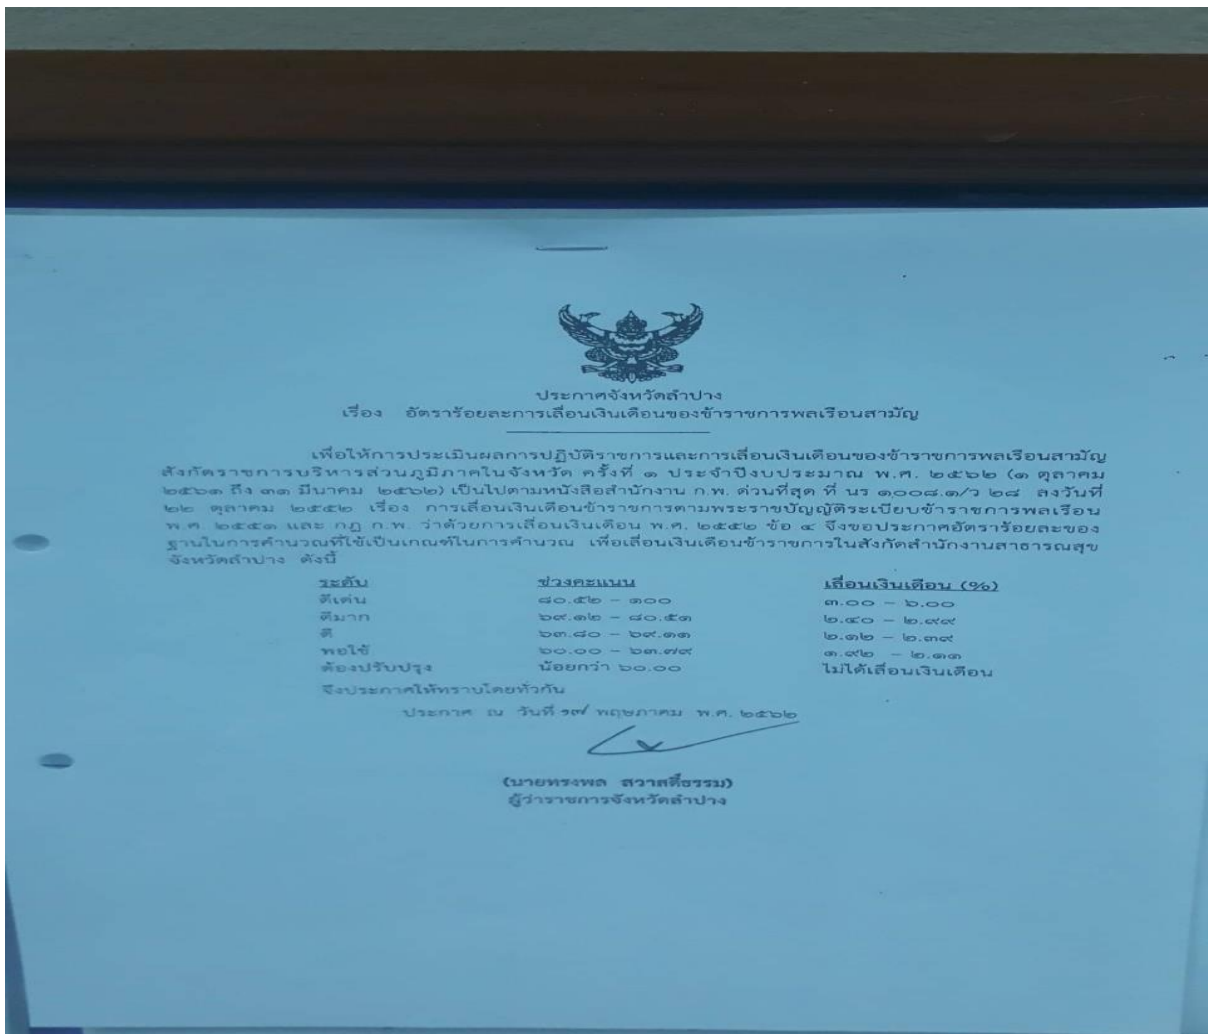 ประกาศจังหวัดลำปาง
เรื่อง อัตราร้อยละการเลื่อนเงินเดือนของข้าราชการพลเรือนสามัญ
เพื่อให้การประเมินผลการปฏิบัติราชการและการเลื่อนเงินเดือนของข้าราชการพลเรือนสามัญ
สังกัดราชการบริหารส่วนภูมิภาคในจังหวัด ครั้งที่ ๑ ประจำปีงบประมาณ พ.ศ. ๒๕๖๒ (๑ ตุลาคม
๒๕๖๑ ถึง ๓๑ มีนาคม ๒๕๖๒) เป็นไปตามหนังสือสำนักงาน ก.พ. ด่วนที่สุด ที่ นร ๑๐๐๘.๑/ว ๒๘ ลงวันที่
๒๒ ตุลาคม ๒๕๕๒ เรื่อง การเลื่อนเงินเดือนข้าราชการตามพระราชบัญญัติระเบียบข้าราชการพลเรือน
พ.ศ. ๒๕๕๑ และ กฎ ก.พ. ว่าด้วยการเลื่อนเงินเดือน พ.ศ. ๒๕๕๒ ข้อ ๔ จึงขอประกาศอัตราร้อยละของ
ฐานในการคำนวณที่ใช้เป็นเกณฑ์ในการคำนวณ เพื่อเลื่อนเงินเดือนข้าราชการในสังกัดสำนักงานสาธารณสุข
จังหวัดลำปาง ดังนี้
ระดับ ช่วงคะแนน เลื่อนเงินเดือน (%)
ดีเด่น ๘๐.๕๒ - ๑๐๐ ๓.๐๐ - ๖.๐๐
ดีมาก ๖๙.๑๒ - ๘๐.๕๑ ๒.๔๐ - ๒.๙๙
ดี ๖๓.๘๐ - ๖๙.๑๑ ๒.๑๒ - ๒.๓๙
พอใช้ ๖๐.๐๐ - ๖๓.๗๙ ๑.๙๒ - ๒.๑๑
ต้องปรับปรุง น้อยกว่า ๖๐.๐๐ ไม่ได้เลื่อนเงินเดือน
จึงประกาศให้ทราบโดยทั่วกัน
ประกาศ ณ วันที่ ๑๗ พฤษภาคม พ.ศ. ๒๕๖๒
(นายทรงพล สวาสดิ์ธรรม)
ผู้ว่าราชการจังหวัดลำปาง